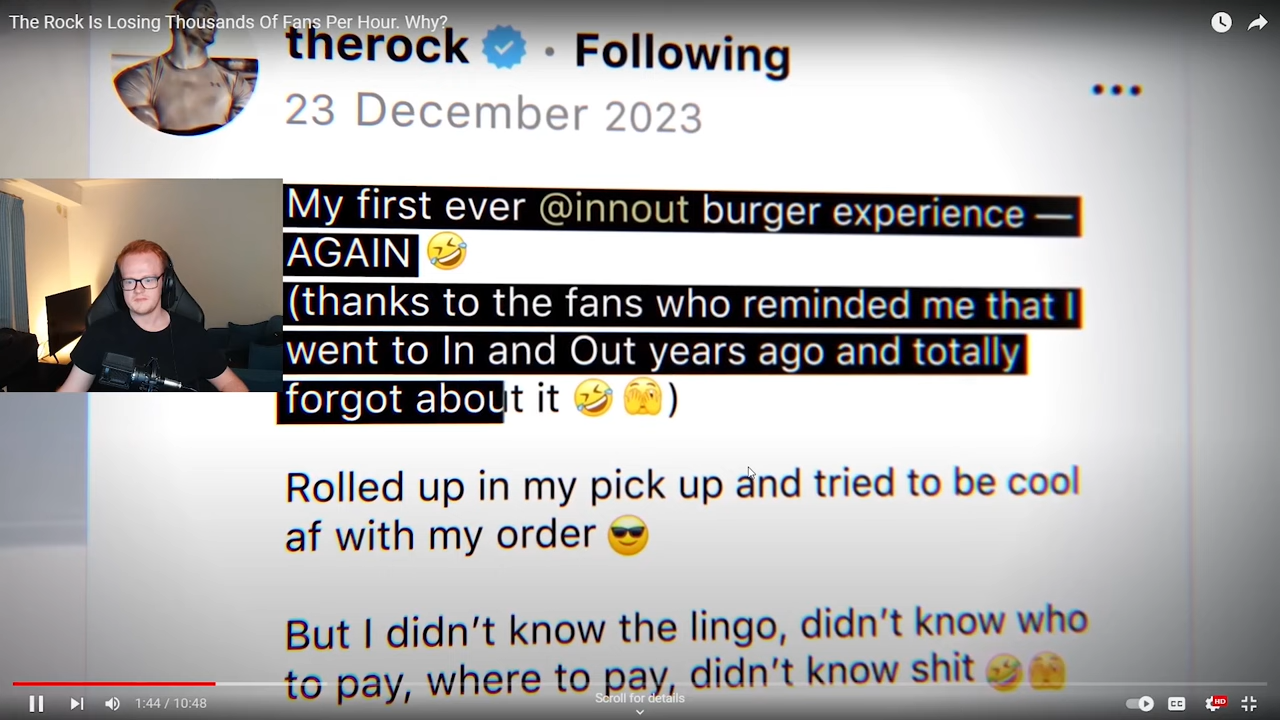 The Rock Is Losing Thousands Of Fans Per Hour. Why?
therock · Following
23 December 2023
My first ever @innout burger experience —
AGAIN 🤣
(thanks to the fans who reminded me that I
went to In and Out years ago and totally
forgot about it 🤣 🫣)
Rolled up in my pick up and tried to be cool
af with my order 😎
But I didn't know the lingo, didn't know who
to pay, where to pay, didn't know shit 🤣🫣
1:44 / 10:48
Scroll for details
CC
HD